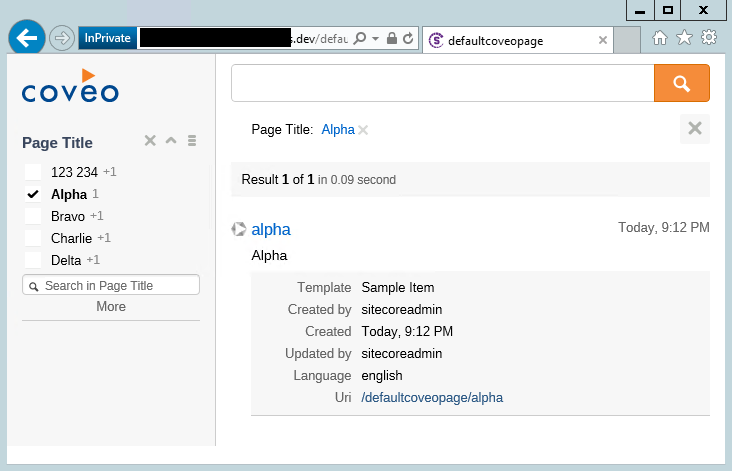 InPrivate
s.dev/defau
defaultcoveopage
coveo
Page Title
123 234 +1
Alpha 1
Bravo +1
Charlie +1
Delta +1
Search in Page Title
More
Page Title: Alpha
Result 1 of 1 in 0.09 second
alpha
Today, 9:12 PM
Alpha
Template Sample Item
Created by sitecoreadmin
Created Today, 9:12 PM
Updated by sitecoreadmin
Language english
Uri /defaultcoveopage/alpha